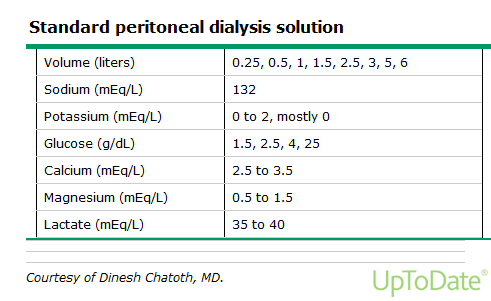 Standard peritoneal dialysis solution
Volume (liters) 0.25, 0.5, 1, 1.5, 2.5, 3, 5, 6
Sodium (mEq/L) 132
Potassium (mEq/L) 0 to 2, mostly 0
Glucose (g/dL) 1.5, 2.5, 4, 25
Calcium (mEq/L) 2.5 to 3.5
Magnesium (mEq/L) 0.5 to 1.5
Lactate (mEq/L) 35 to 40
Courtesy of Dinesh Chatoth, MD.
UpToDate®